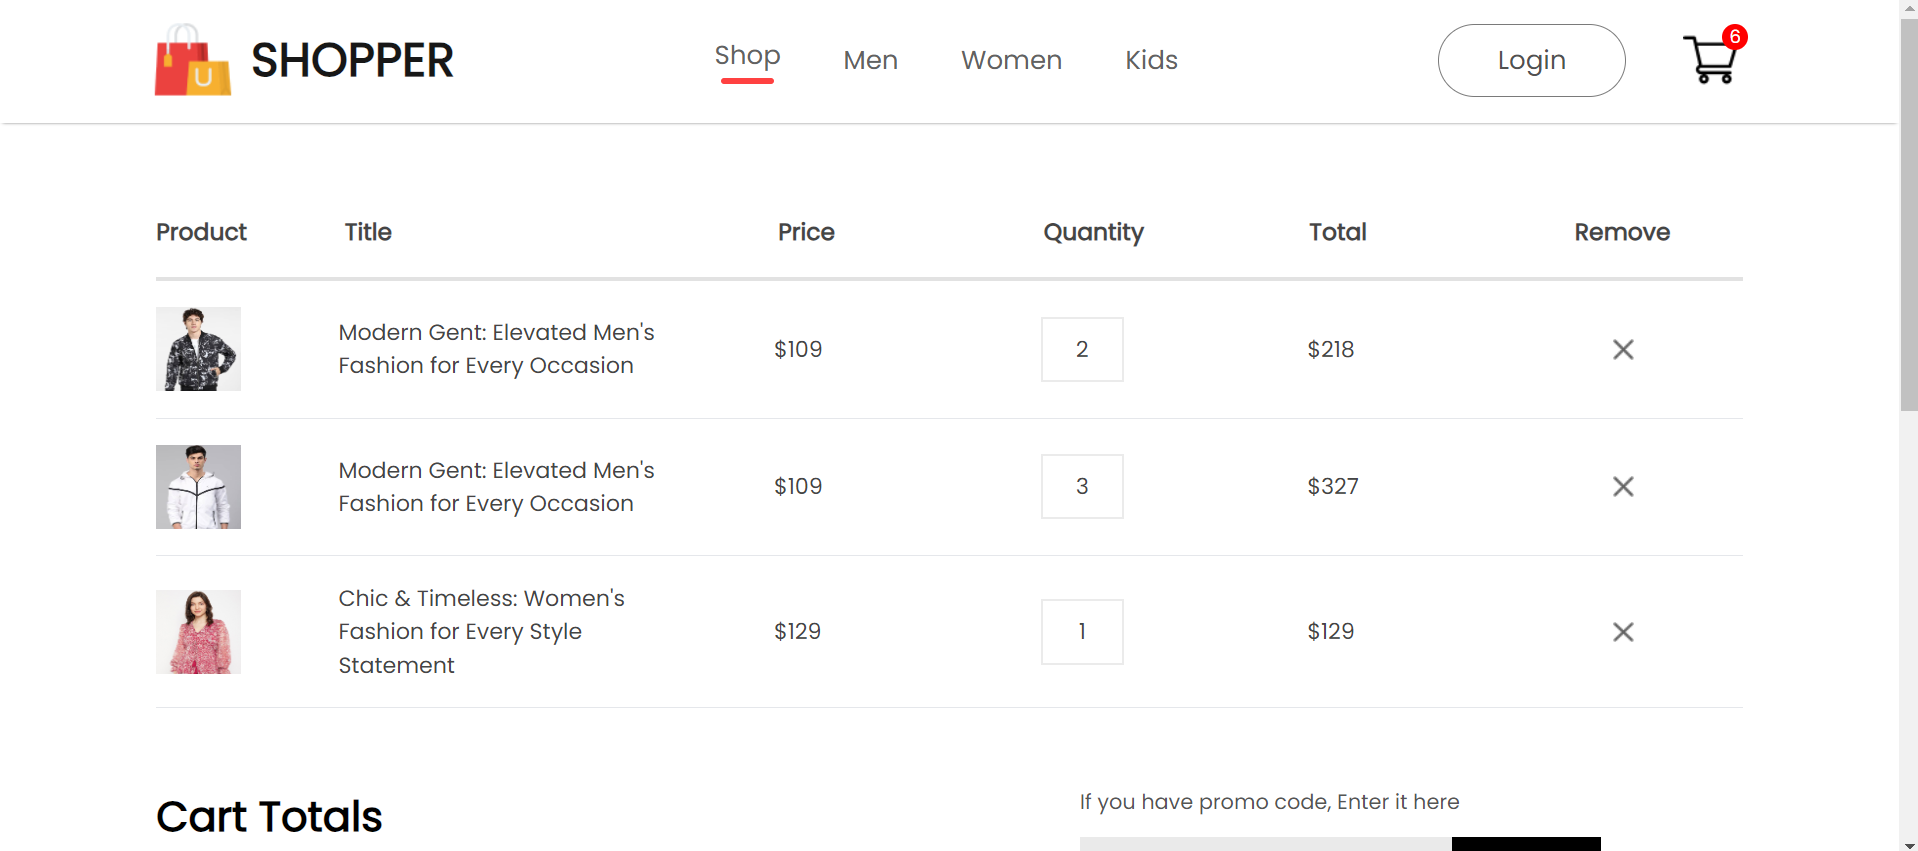 U
SHOPPER
Shop
Men
Women
Kids
Login
6
Product
Title
Price
Quantity
Total
Remove
Modern Gent: Elevated Men's
Fashion for Every Occasion
$109
2
$218
Modern Gent: Elevated Men's
Fashion for Every Occasion
$109
3
$327
Chic & Timeless: Women's
Fashion for Every Style
Statement
$129
1
$129
Cart Totals
If you have promo code, Enter it here